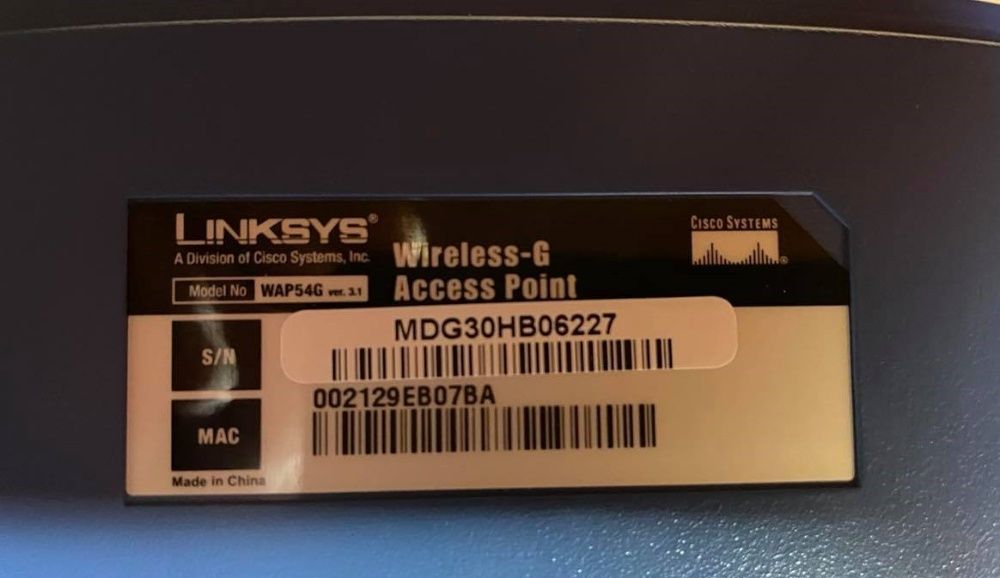 LINKSYS®
A Division of Cisco Systems, Inc.
Wireless-G
Access Point
CISCO SYSTEMS
®
Model No WAP54G ver. 3.1
S/N
MDG30HB06227
MAC
002129EB07BA
Made in China